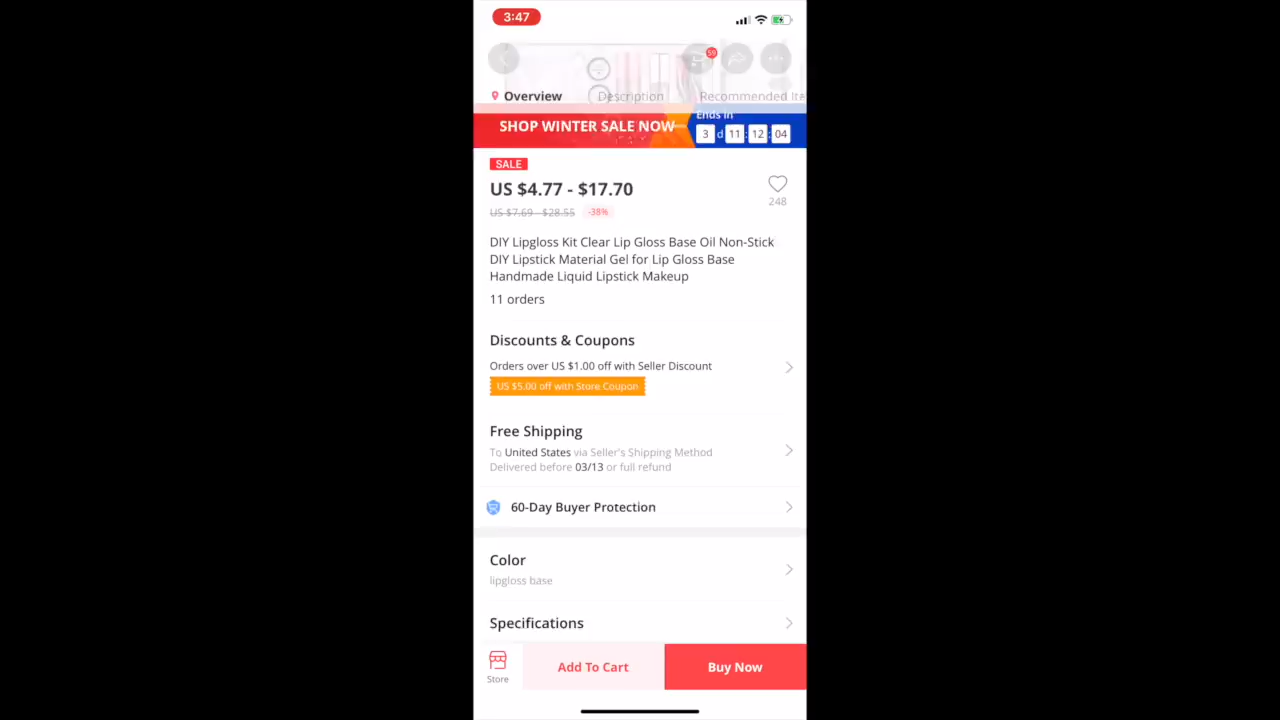 3:47
59
Overview
Description
Recommended Ite
SHOP WINTER SALE NOW
Ends in
3 d 11 : 12 : 04
SALE
US $4.77 - $17.70
248
US $7.69 - $28.55 -38%
DIY Lipgloss Kit Clear Lip Gloss Base Oil Non-Stick
DIY Lipstick Material Gel for Lip Gloss Base
Handmade Liquid Lipstick Makeup
11 orders
Discounts & Coupons
Orders over US $1.00 off with Seller Discount
US $5.00 off with Store Coupon
Free Shipping
To United States via Seller's Shipping Method
Delivered before 03/13 or full refund
60-Day Buyer Protection
Color
lipgloss base
Specifications
Store
Add To Cart
Buy Now